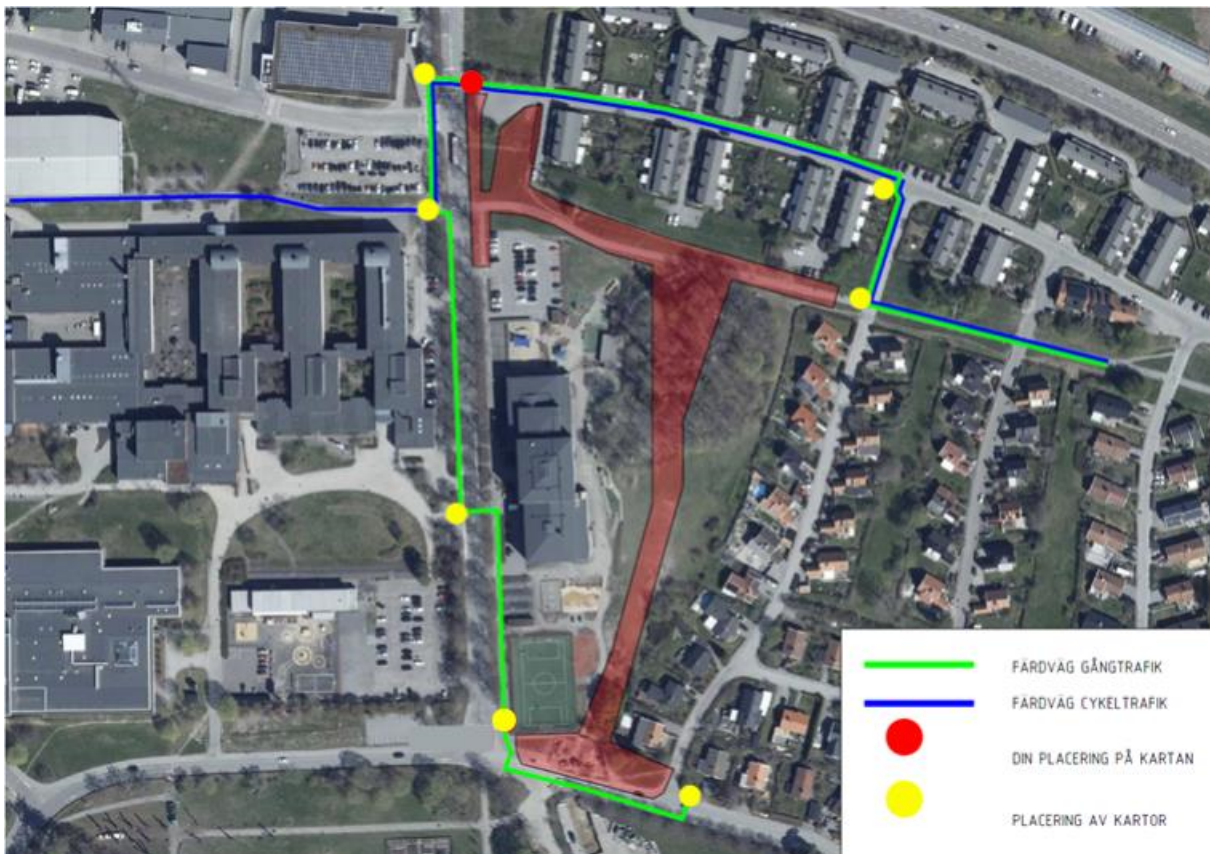 FÄRDVÄG GÅNGTRAFIK
FÄRDVÄG CYKELTRAFIK
DIN PLACERING PÅ KARTAN
PLACERING AV KARTOR